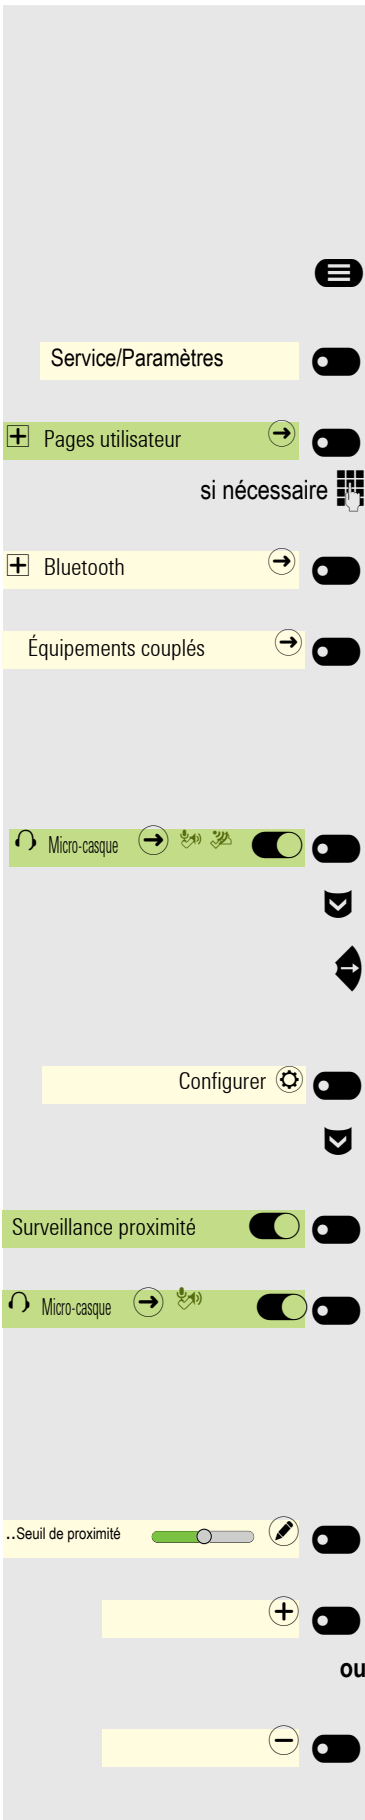 Service/Paramètres
Pages utilisateur
si nécessaire
Bluetooth
Équipements couplés
Micro-casque
Configurer
Surveillance proximité
Micro-casque
..Seuil de proximité
ou